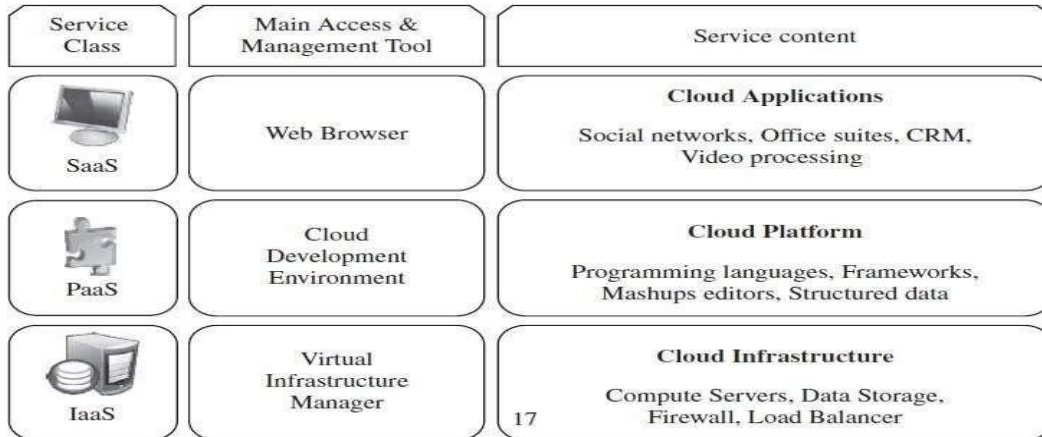 Service
Class
Main Access &
Management Tool
Service content
SaaS
Web Browser
Cloud Applications
Social networks, Office suites, CRM,
Video processing
PaaS
Cloud
Development
Environment
Cloud Platform
Programming languages, Frameworks,
Mashups editors, Structured data
IaaS
Virtual
Infrastructure
Manager
17
Cloud Infrastructure
Compute Servers, Data Storage,
Firewall, Load Balancer